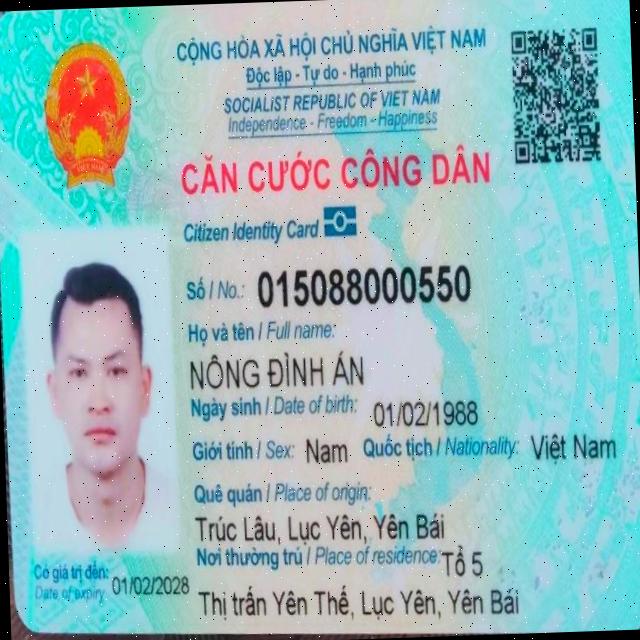 CỘNG HÒA XÃ HỘI CHỦ NGHĨA VIỆT NAM
Độc lập - Tự do - Hạnh phúc
SOCIALIST REPUBLIC OF VIET NAM
Independence - Freedom - Happiness
CĂN CƯỚC CÔNG DÂN
Citizen Identity Card
Số / No.: 015088000550
Họ và tên / Full name:
NÔNG ĐÌNH ÁN
Ngày sinh / Date of birth: 01/02/1988
Giới tính / Sex: Nam Quốc tịch / Nationality: Việt Nam
Quê quán / Place of origin:
Trúc Lâu, Lục Yên, Yên Bái
Nơi thường trú / Place of residence: Tổ 5
Thị trấn Yên Thế, Lục Yên, Yên Bái
Có giá trị đến: 01/02/2028
Date of expiry